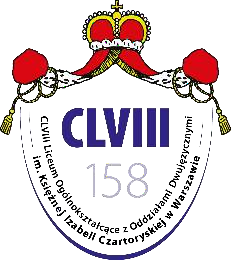 CLVIII
158
CLVIII Liceum Ogólnokształcące z Oddziałami Dwujęzycznymi
im. Księżnej Izabeli Czartoryskiej w Warszawie